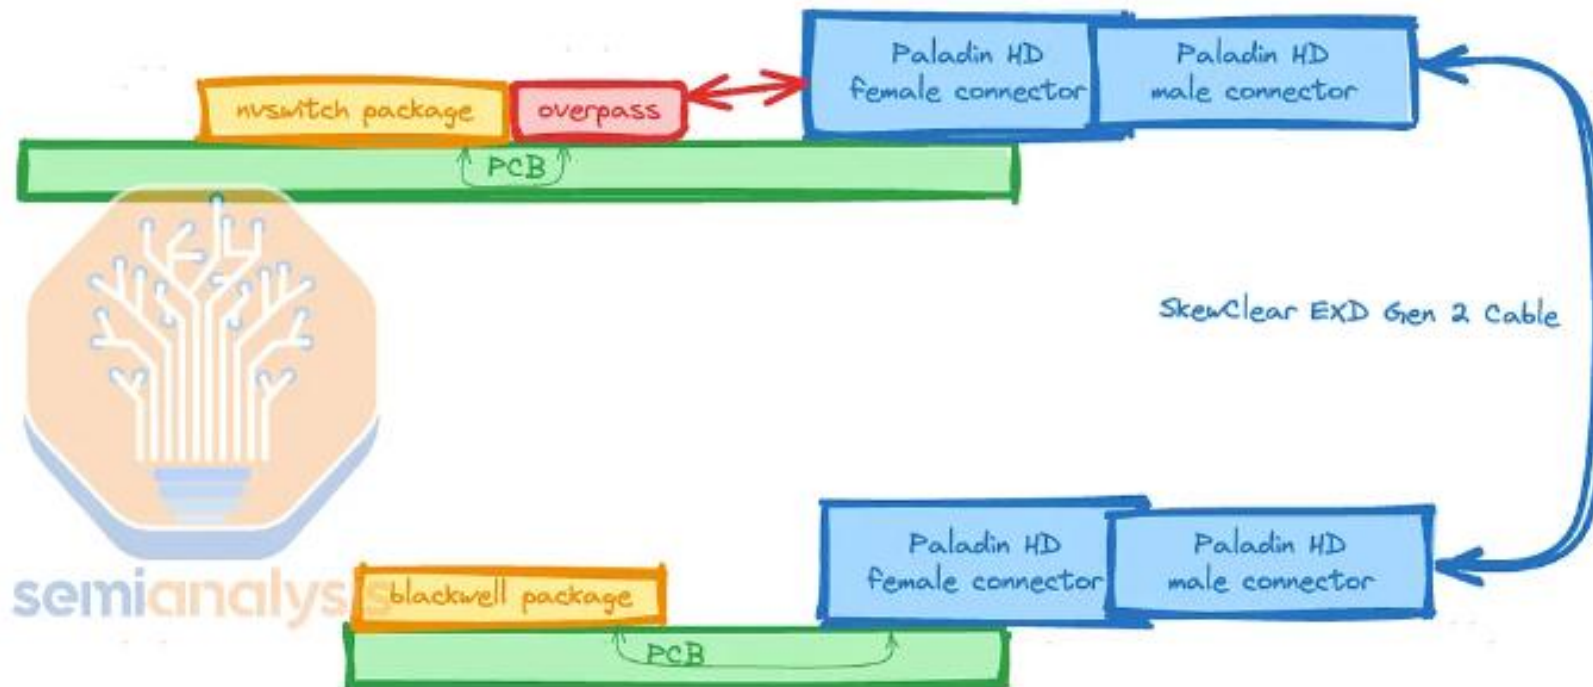 Paladin HD
female connector
Paladin HD
male connector
nvswitch package
overpass
PCB
SkewClear EXD Gen 2 Cable
semianalysis
Paladin HD
female connector
Paladin HD
male connector
blackwell package
PCB